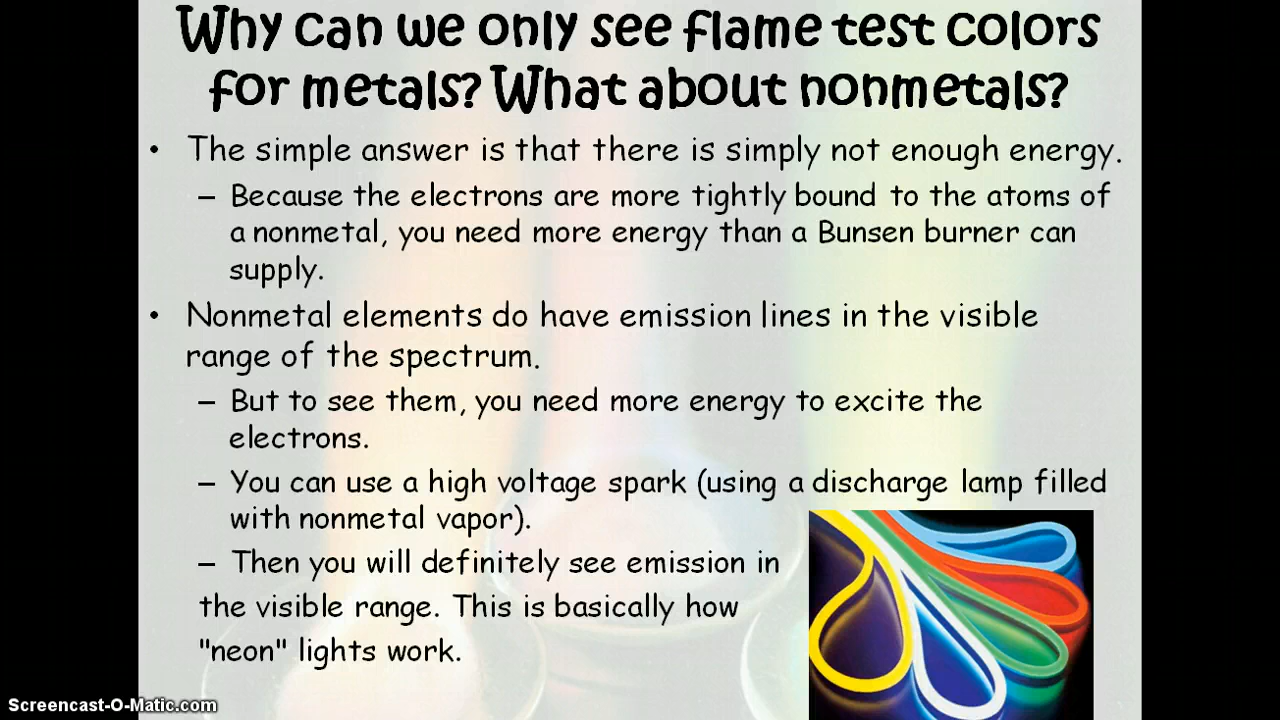 Why can we only see flame test colors
for metals? What about nonmetals?
• The simple answer is that there is simply not enough energy.
– Because the electrons are more tightly bound to the atoms of
a nonmetal, you need more energy than a Bunsen burner can
supply.
• Nonmetal elements do have emission lines in the visible
range of the spectrum.
– But to see them, you need more energy to excite the
electrons.
– You can use a high voltage spark (using a discharge lamp filled
with nonmetal vapor).
– Then you will definitely see emission in
the visible range. This is basically how
"neon" lights work.
Screencast-O-Matic.com